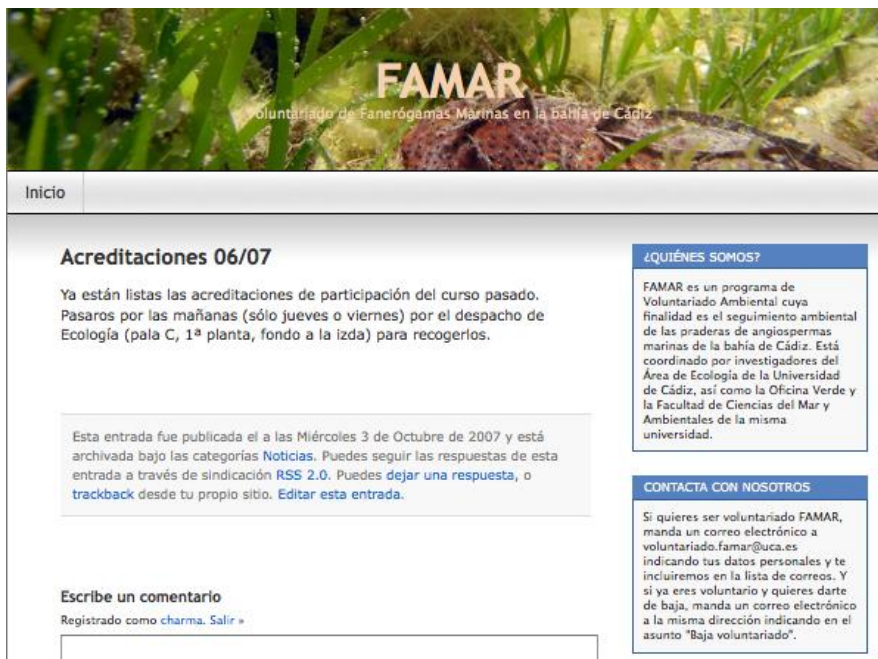 FAMAR
Voluntariado de Fanerógamas Marinas en la bahía de Cádiz
Inicio
Acreditaciones 06/07
Ya están listas las acreditaciones de participación del curso pasado.
Pasaros por las mañanas (sólo jueves o viernes) por el despacho de
Ecología (pala C, 1ª planta, fondo a la izda) para recogerlos.
Esta entrada fue publicada el a las Miércoles 3 de Octubre de 2007 y está
archivada bajo las categorías Noticias. Puedes seguir las respuestas de esta
entrada a través de sindicación RSS 2.0. Puedes dejar una respuesta, o
trackback desde tu propio sitio. Editar esta entrada.
Escribe un comentario
Registrado como charma. Salir »
¿QUIÉNES SOMOS?
FAMAR es un programa de
Voluntariado Ambiental cuya
finalidad es el seguimiento ambiental
de las praderas de angiospermas
marinas de la bahía de Cádiz. Está
coordinado por investigadores del
Área de Ecología de la Universidad
de Cádiz, así como la Oficina Verde y
la Facultad de Ciencias del Mar y
Ambientales de la misma
universidad.
CONTACTA CON NOSOTROS
Si quieres ser voluntariado FAMAR,
manda un correo electrónico a
voluntariado.famar@uca.es
indicando tus datos personales y te
incluiremos en la lista de correos. Y
si ya eres voluntario y quieres darte
de baja, manda un correo electrónico
a la misma dirección indicando en el
asunto "Baja voluntariado".